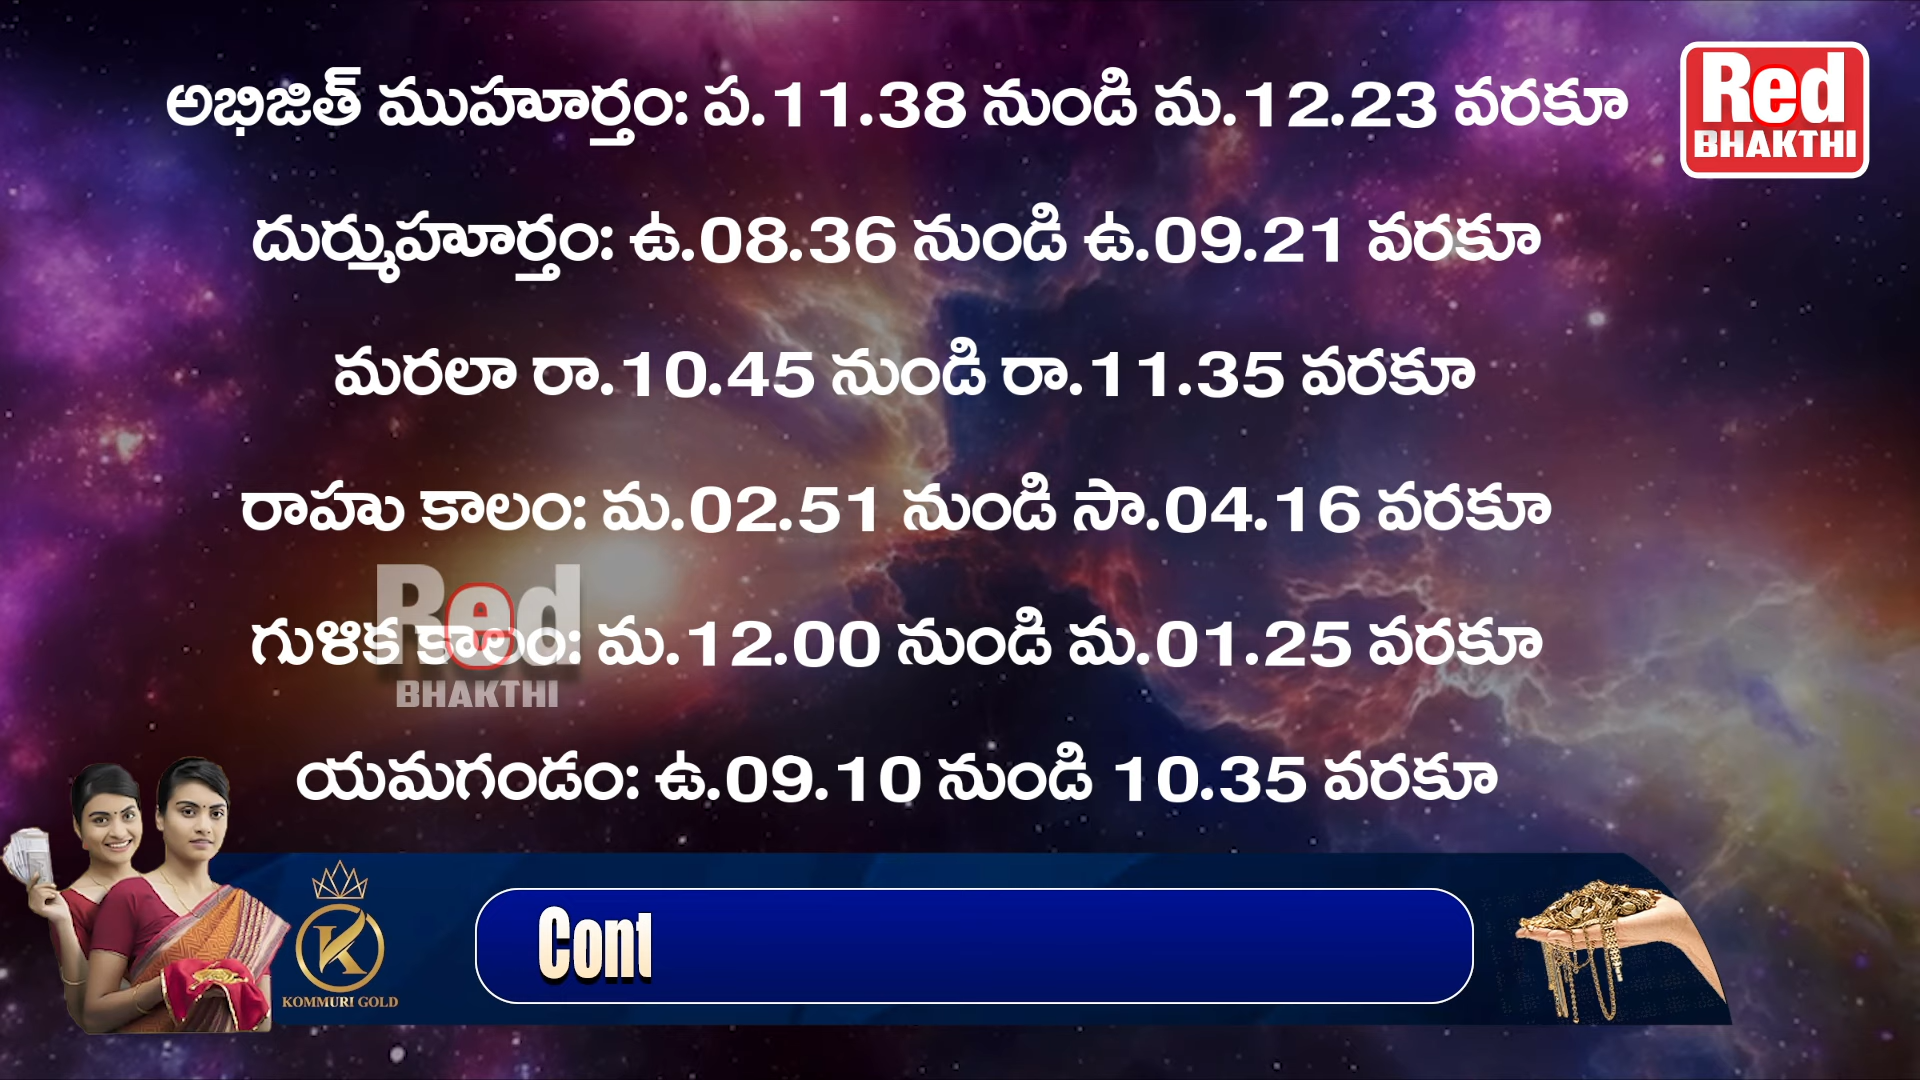 అభిజిత్ ముహూర్తం: ప.11.38 నుండి మ.12.23 వరకూ
Red
BHAKTHI
దుర్ముహూర్తం: ఉ.08.36 నుండి ఉ.09.21 వరకూ
మరలా రా.10.45 నుండి రా.11.35 వరకూ
రాహు కాలం: మ.02.51 నుండి సా.04.16 వరకూ
Red
గుళిక కాలం: మ.12.00 నుండి మ.01.25 వరకూ
BHAKTHI
యమగండం: ఉ.09.10 నుండి 10.35 వరకూ
Cont
KOMMURI GOLD